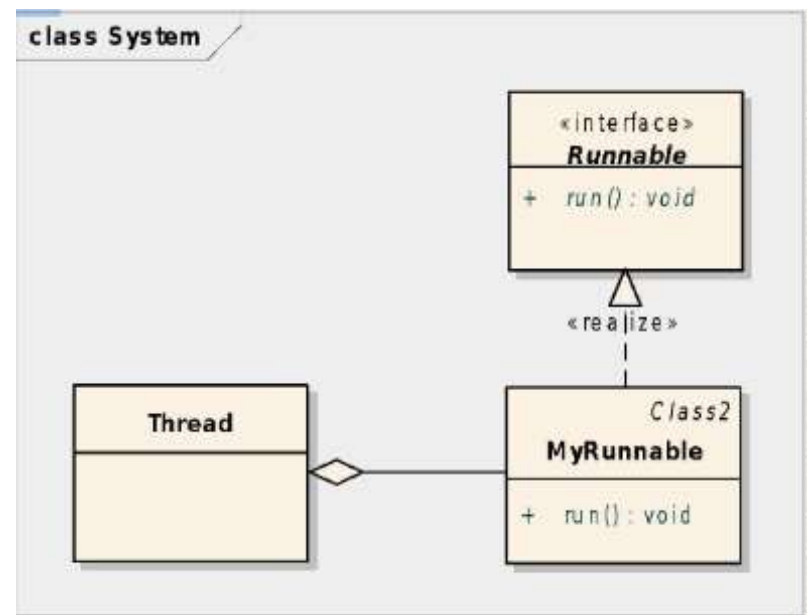 class System
«interface»
Runnable
+ run() : void
«realize»
Thread
Class2
MyRunnable
+ run() : void